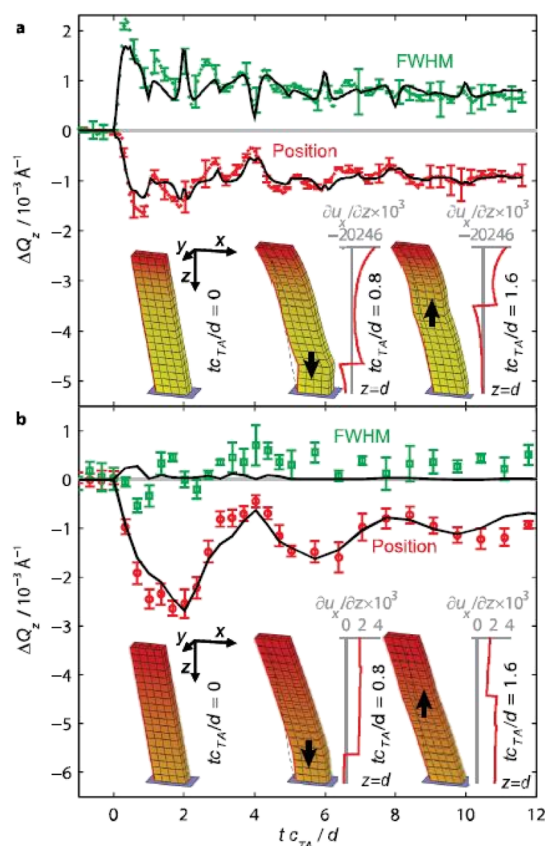 a
2
1
0
−1
−2
−3
−4
−5
ΔQz / 10⁻³ Å⁻¹
FWHM
Position
y x
z
tcTA/d = 0
∂ux/∂z×10³
−20246
tcTA/d = 0.8
z=d
∂ux/∂z×10³
−20246
tcTA/d = 1.6
z=d
b
1
0
−1
−2
−3
−4
−5
−6
ΔQz / 10⁻³ Å⁻¹
FWHM
Position
y x
z
tcTA/d = 0
∂ux/∂z×10³
0 2 4
tcTA/d = 0.8
z=d
∂ux/∂z×10³
0 2 4
tcTA/d = 1.6
z=d
0 2 4 6 8 10 12
t cTA / d